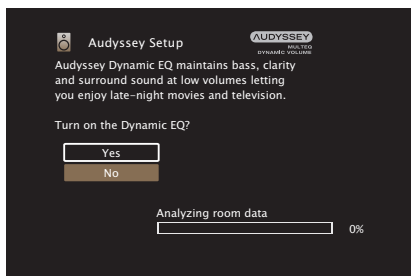 Audyssey Setup
AUDYSSEY
MULTEQ
DYNAMIC VOLUME
Audyssey Dynamic EQ maintains bass, clarity
and surround sound at low volumes letting
you enjoy late-night movies and television.
Turn on the Dynamic EQ?
Yes
No
Analyzing room data
0%